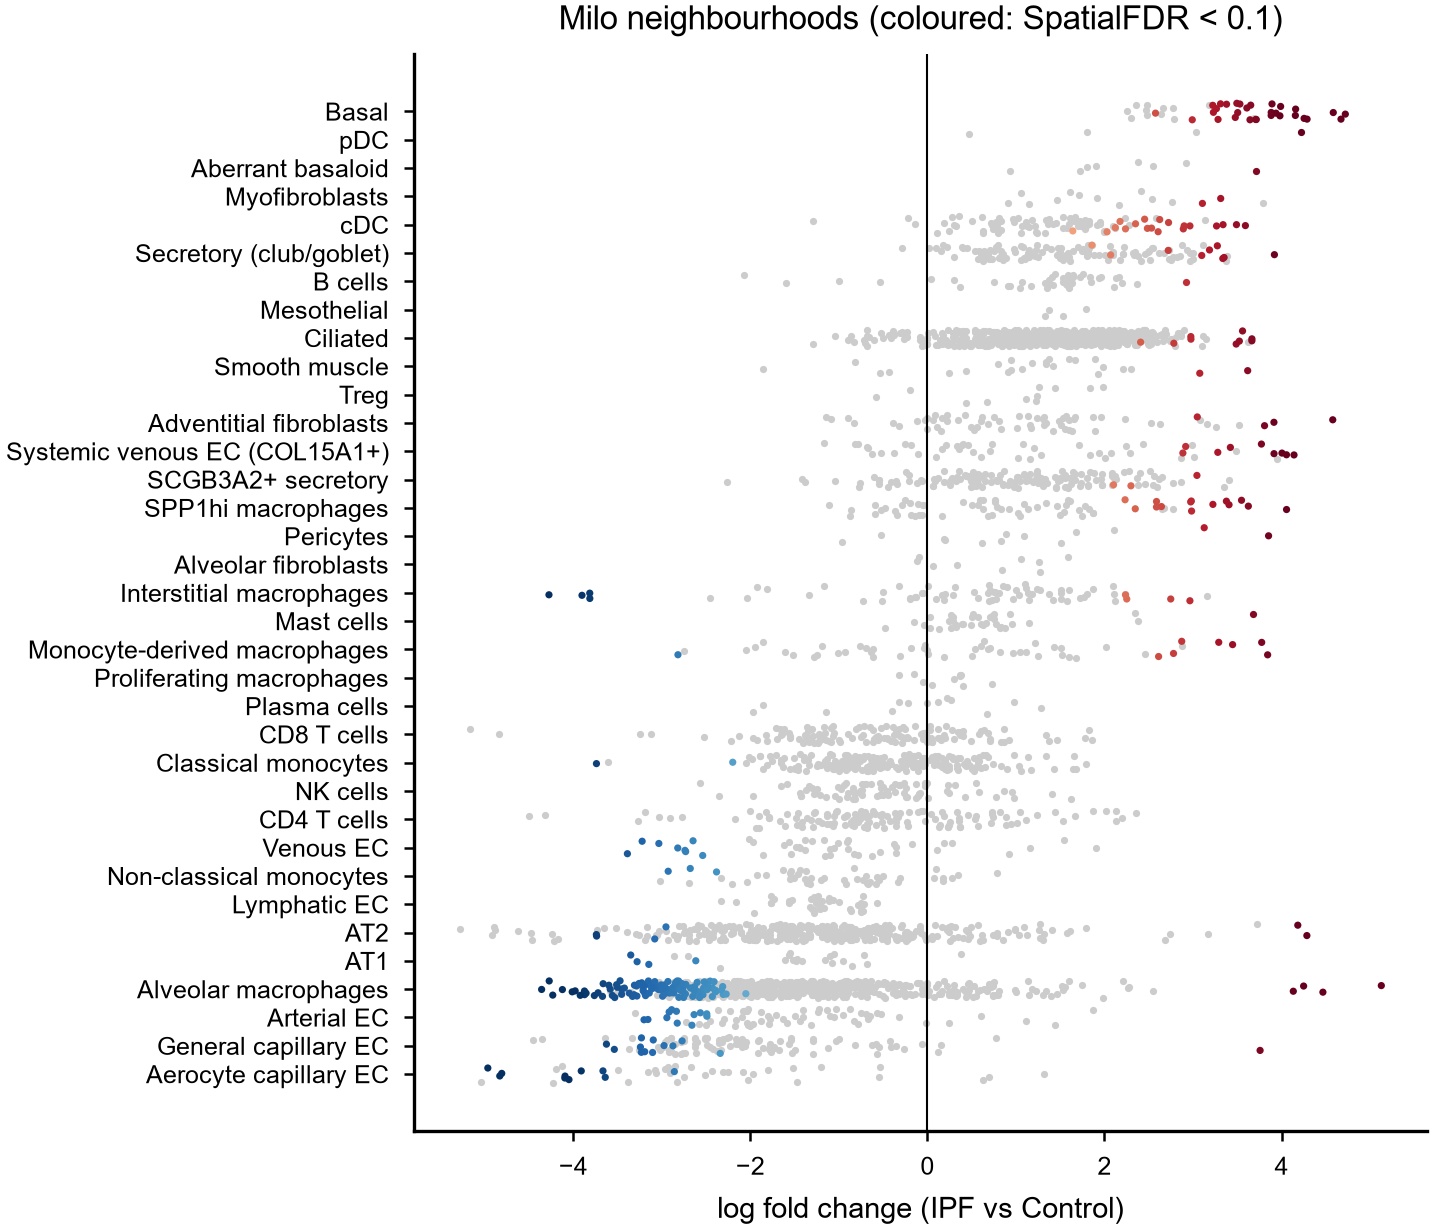 Milo neighbourhoods (coloured: SpatialFDR < 0.1)
Basal
pDC
Aberrant basaloid
Myofibroblasts
cDC
Secretory (club/goblet)
B cells
Mesothelial
Ciliated
Smooth muscle
Treg
Adventitial fibroblasts
Systemic venous EC (COL15A1+)
SCGB3A2+ secretory
SPP1hi macrophages
Pericytes
Alveolar fibroblasts
Interstitial macrophages
Mast cells
Monocyte-derived macrophages
Proliferating macrophages
Plasma cells
CD8 T cells
Classical monocytes
NK cells
CD4 T cells
Venous EC
Non-classical monocytes
Lymphatic EC
AT2
AT1
Alveolar macrophages
Arterial EC
General capillary EC
Aerocyte capillary EC
−4 −2 0 2 4
log fold change (IPF vs Control)